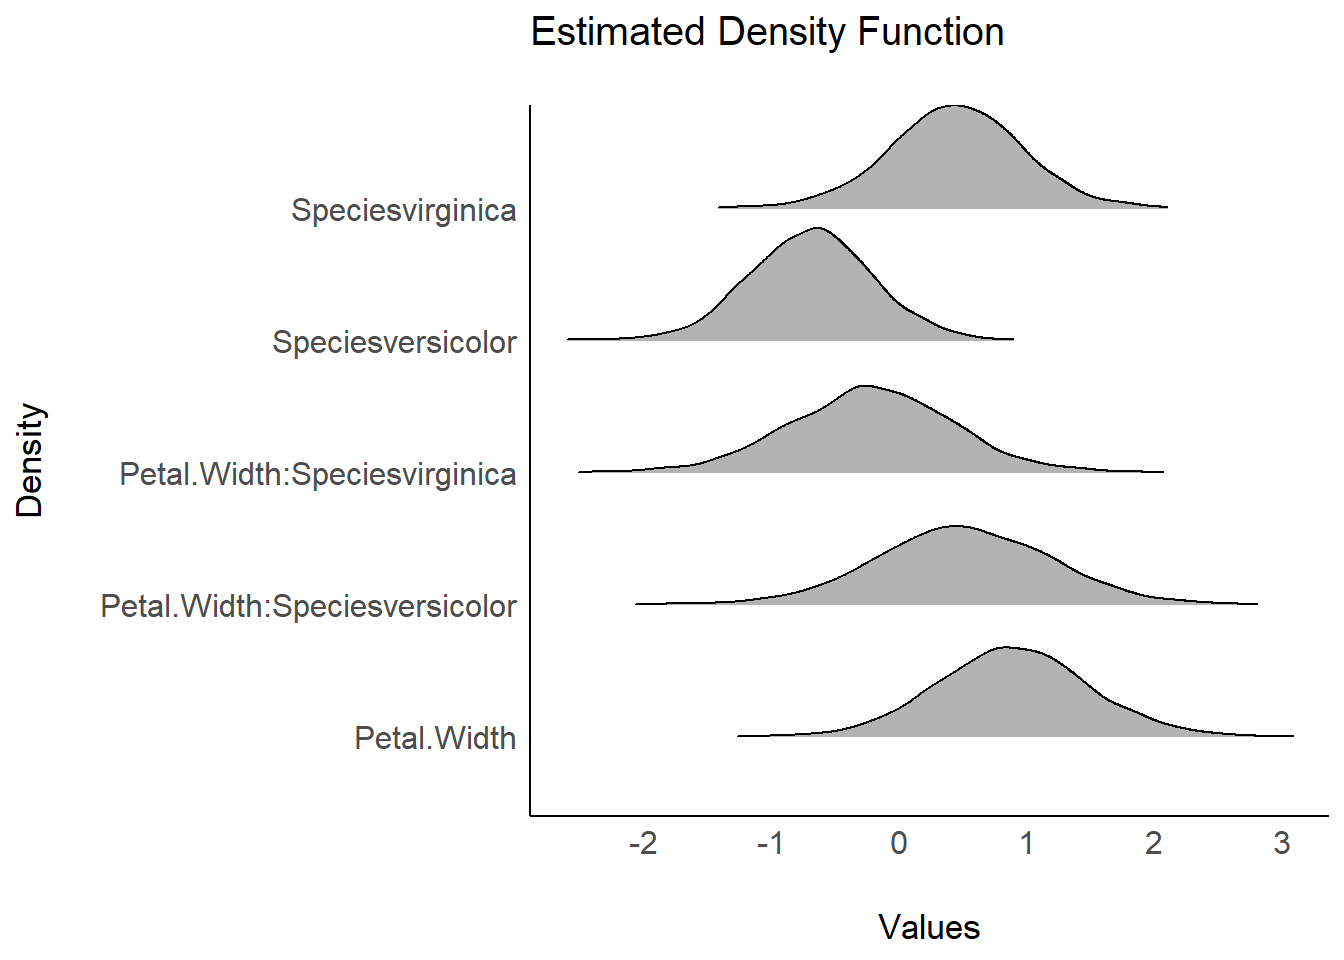 Estimated Density Function
Speciesvirginica
Speciesversicolor
Petal.Width:Speciesvirginica
Petal.Width:Speciesversicolor
Petal.Width
Density
-2 -1 0 1 2 3
Values